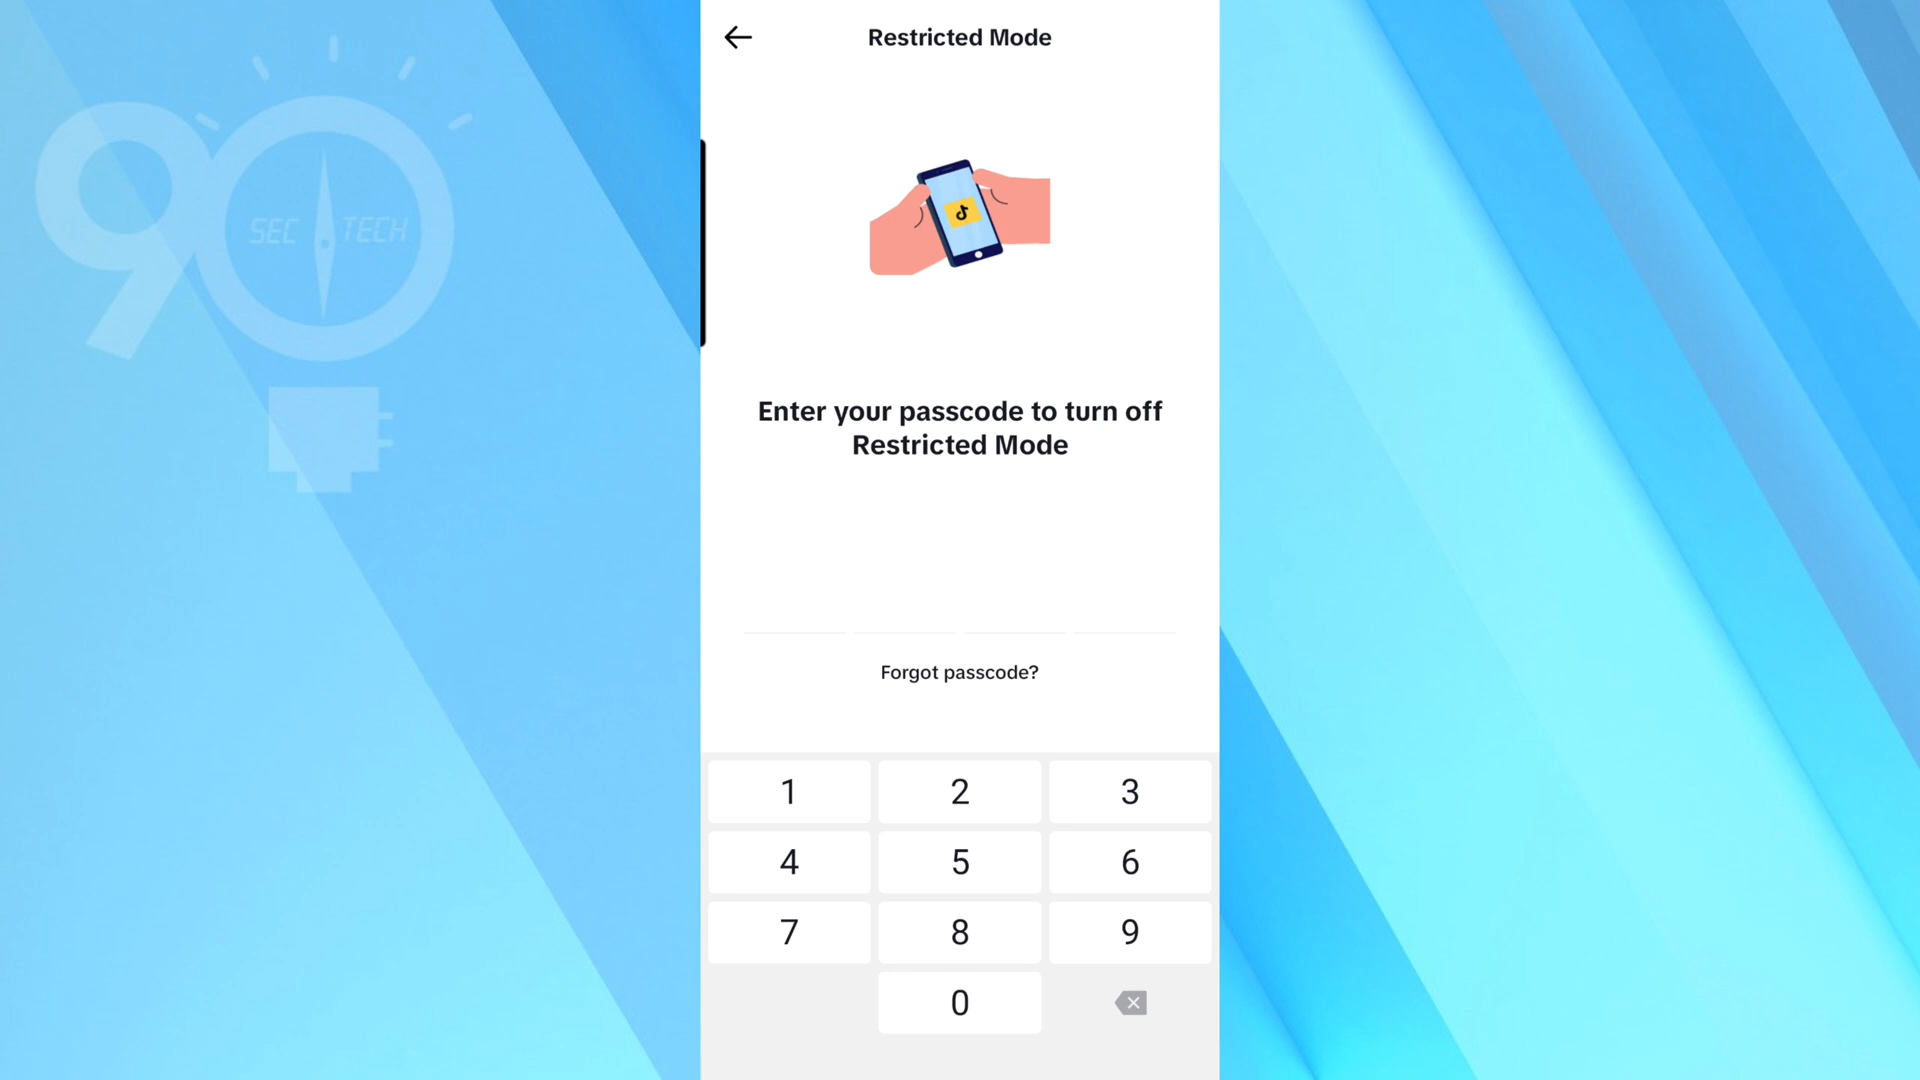 Restricted Mode
90
SEC TECH
Enter your passcode to turn off
Restricted Mode
Forgot passcode?
1 2 3
4 5 6
7 8 9
0